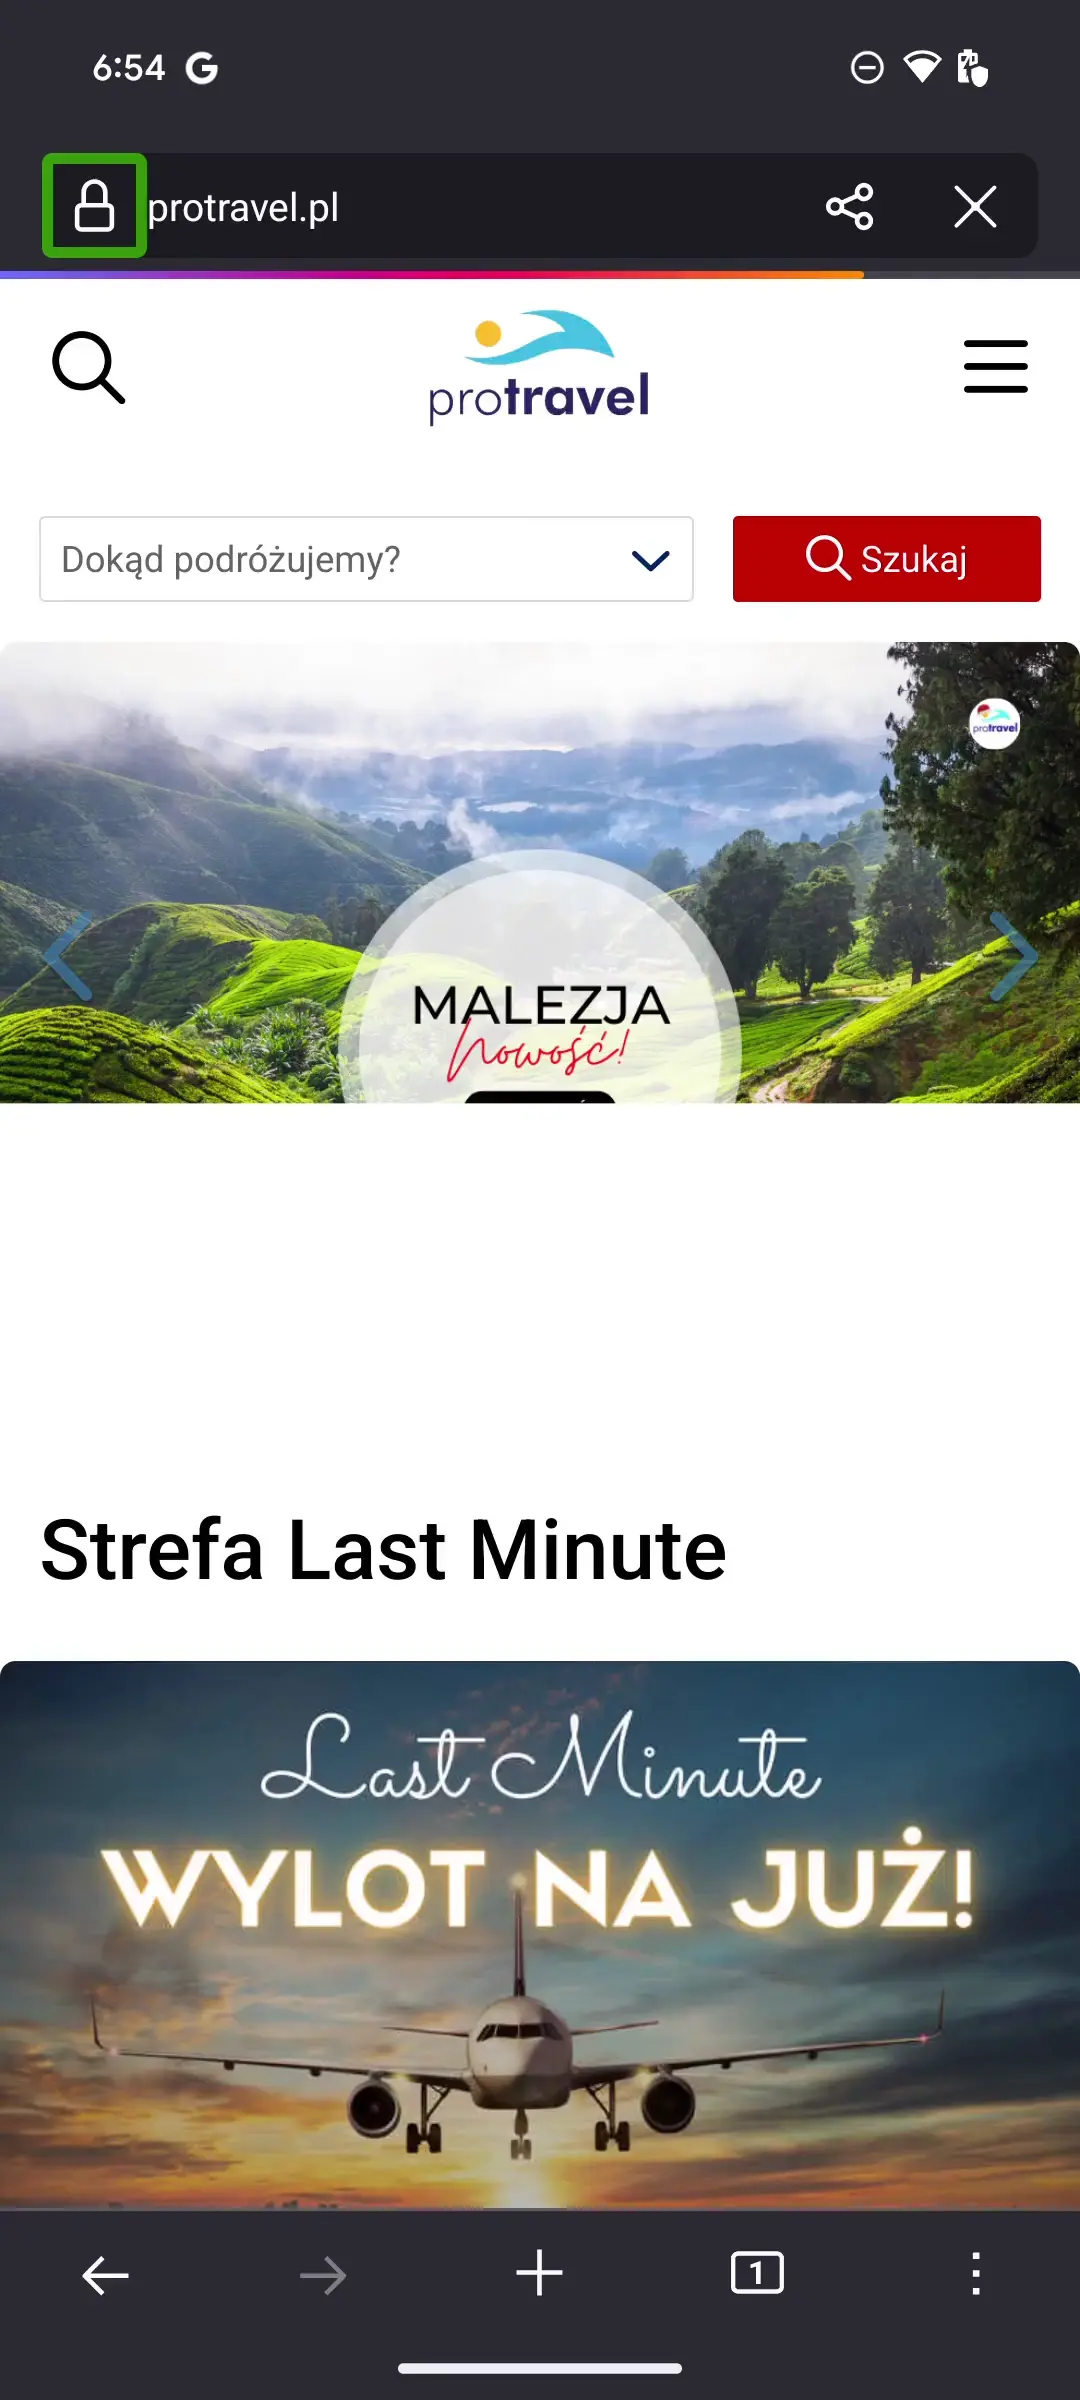 6:54
protravel.pl
protravel
Dokąd podróżujemy?
Szukaj
protravel
MALEZJA
Nowość!
Strefa Last Minute
Last Minute
WYLOT NA JUŻ!
1